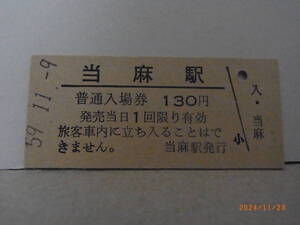 59.11.-9
当麻駅
普通入場券 130円
発売当日1回限り有効
旅客車内に立ち入ることはで
きません。 当麻駅発行
入・当麻
小
2024/11/28